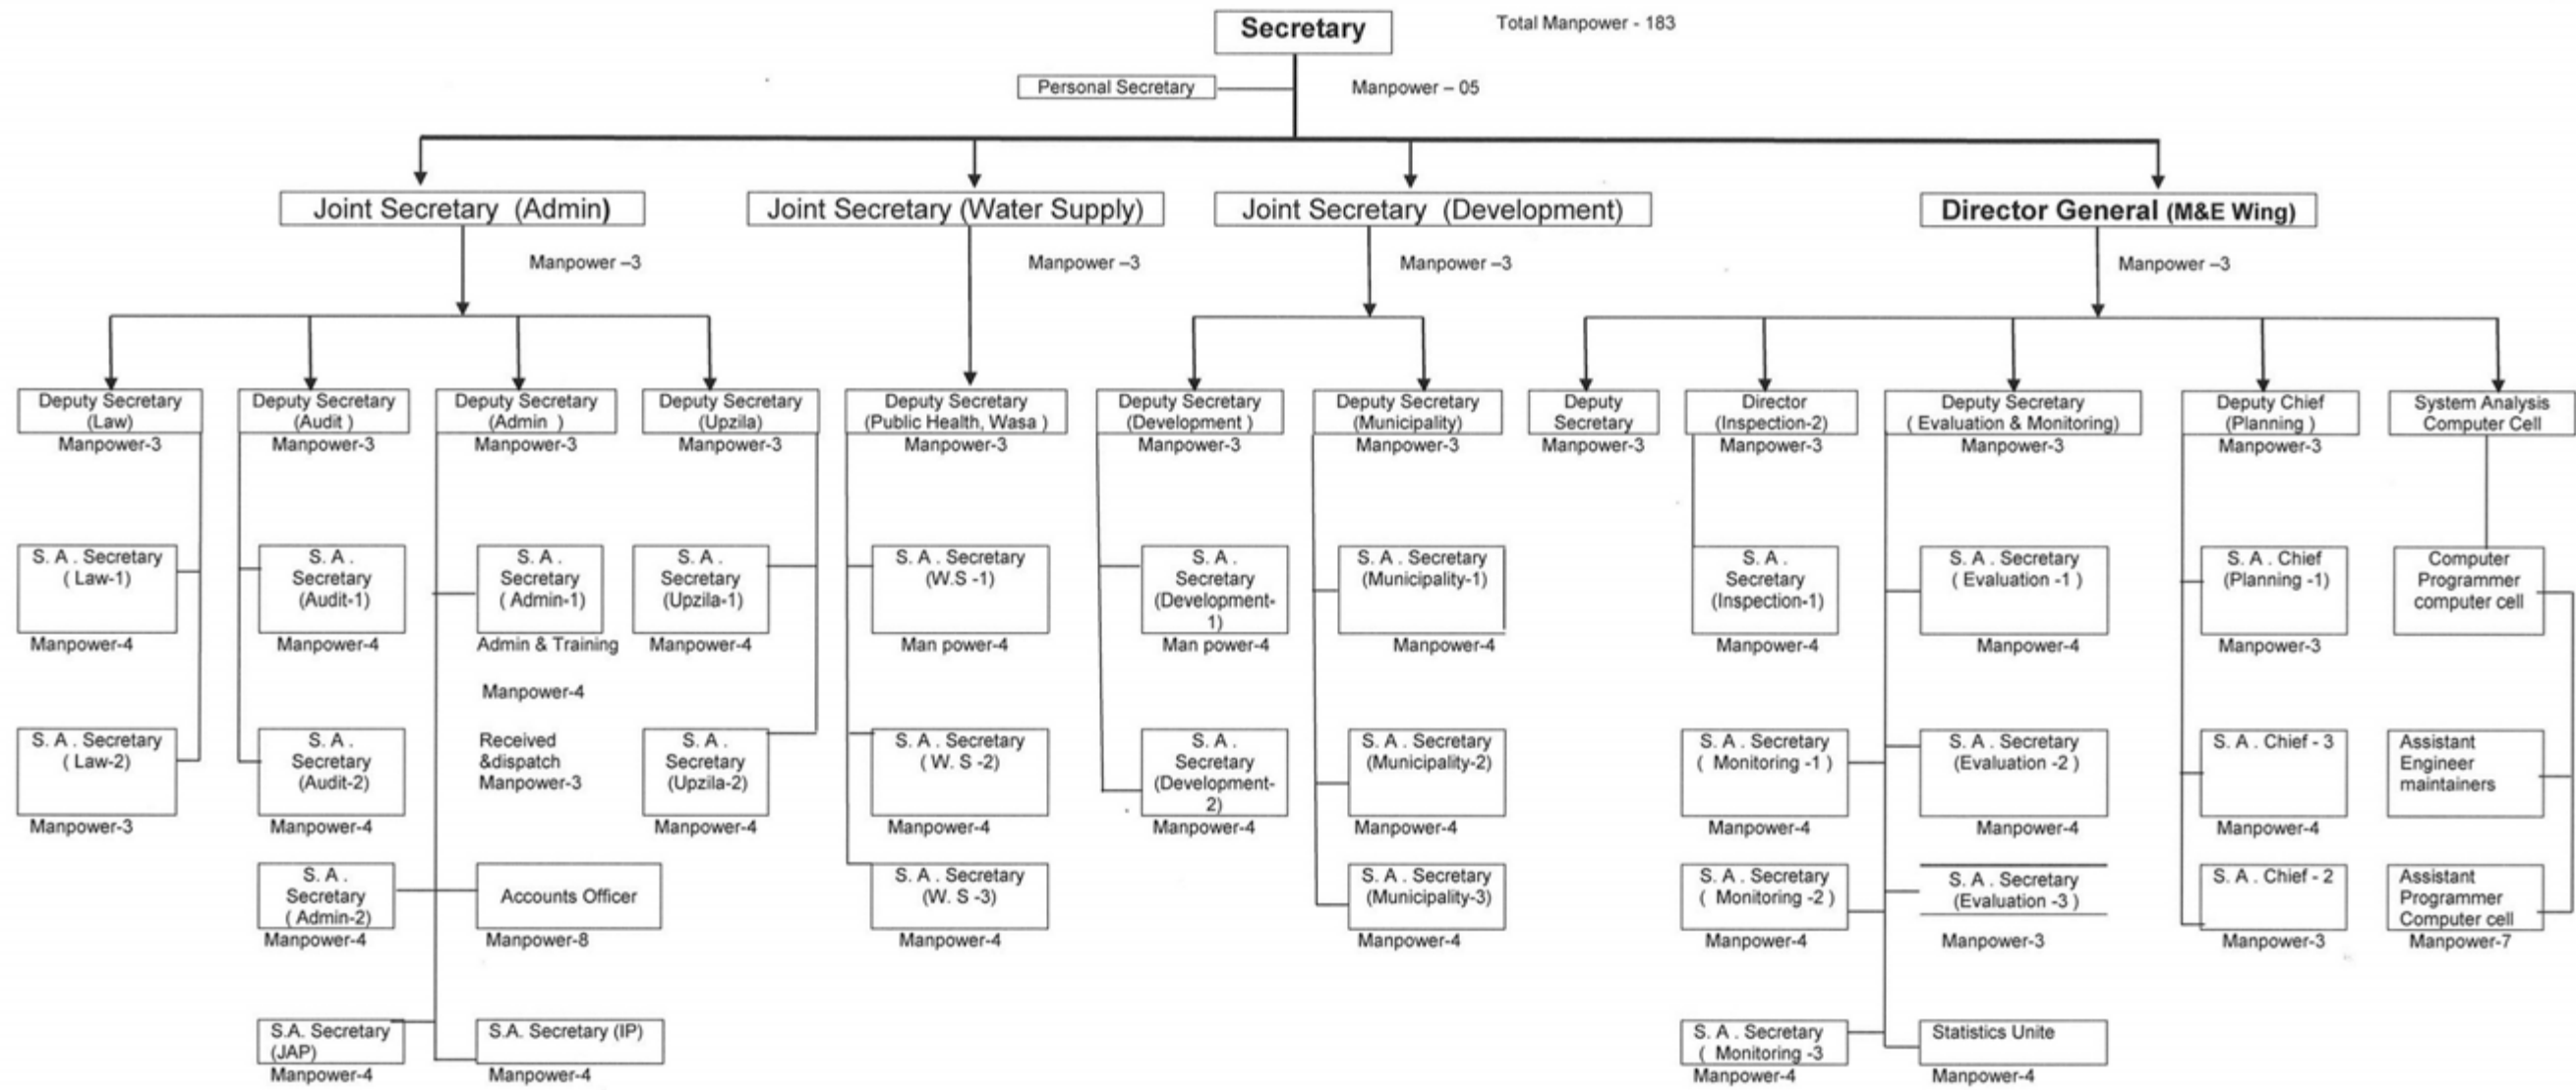 Secretary
Total Manpower - 183
Personal Secretary
Manpower – 05
Joint Secretary (Admin)
Joint Secretary (Water Supply)
Joint Secretary (Development)
Director General (M&E Wing)
Manpower –3
Manpower –3
Manpower –3
Manpower –3
Deputy Secretary
(Law)
Manpower-3
Deputy Secretary
(Audit )
Manpower-3
Deputy Secretary
(Admin )
Manpower-3
Deputy Secretary
(Upzila)
Manpower-3
Deputy Secretary
(Public Health, Wasa )
Manpower-3
Deputy Secretary
(Development )
Manpower-3
Deputy Secretary
(Municipality)
Manpower-3
Deputy
Secretary
Manpower-3
Director
(Inspection-2)
Manpower-3
Deputy Secretary
( Evaluation & Monitoring)
Manpower-3
Deputy Chief
(Planning )
Manpower-3
System Analysis
Computer Cell
S. A . Secretary
( Law-1)
Manpower-4
S. A .
Secretary
(Audit-1)
Manpower-4
S. A .
Secretary
( Admin-1)
Admin & Training
Manpower-4
S. A .
Secretary
(Upzila-1)
Manpower-4
S. A . Secretary
(W.S -1)
Man power-4
S. A .
Secretary
(Development-
1)
Man power-4
S. A . Secretary
(Municipality-1)
Manpower-4
S. A .
Secretary
(Inspection-1)
Manpower-4
S. A . Secretary
( Evaluation -1 )
Manpower-4
S. A . Chief
(Planning -1)
Manpower-3
Computer
Programmer
computer cell
S. A . Secretary
( Law-2)
Manpower-3
S. A .
Secretary
(Audit-2)
Manpower-4
Received
&dispatch
Manpower-3
S. A .
Secretary
(Upzila-2)
Manpower-4
S. A . Secretary
( W. S -2)
Manpower-4
S. A .
Secretary
(Development-
2)
Manpower-4
S. A . Secretary
(Municipality-2)
Manpower-4
S. A . Secretary
( Monitoring -1 )
Manpower-4
S. A . Secretary
(Evaluation -2 )
Manpower-4
S. A . Chief - 3
Manpower-4
Assistant
Engineer
maintainers
S. A .
Secretary
( Admin-2)
Manpower-4
Accounts Officer
Manpower-8
S. A . Secretary
(W. S -3)
Manpower-4
S. A . Secretary
(Municipality-3)
Manpower-4
S. A . Secretary
( Monitoring -2 )
Manpower-4
S. A . Secretary
(Evaluation -3 )
Manpower-3
S. A . Chief - 2
Manpower-3
Assistant
Programmer
Computer cell
Manpower-7
S.A. Secretary
(JAP)
Manpower-4
S.A. Secretary (IP)
Manpower-4
S. A . Secretary
( Monitoring -3
Manpower-4
Statistics Unite
Manpower-4